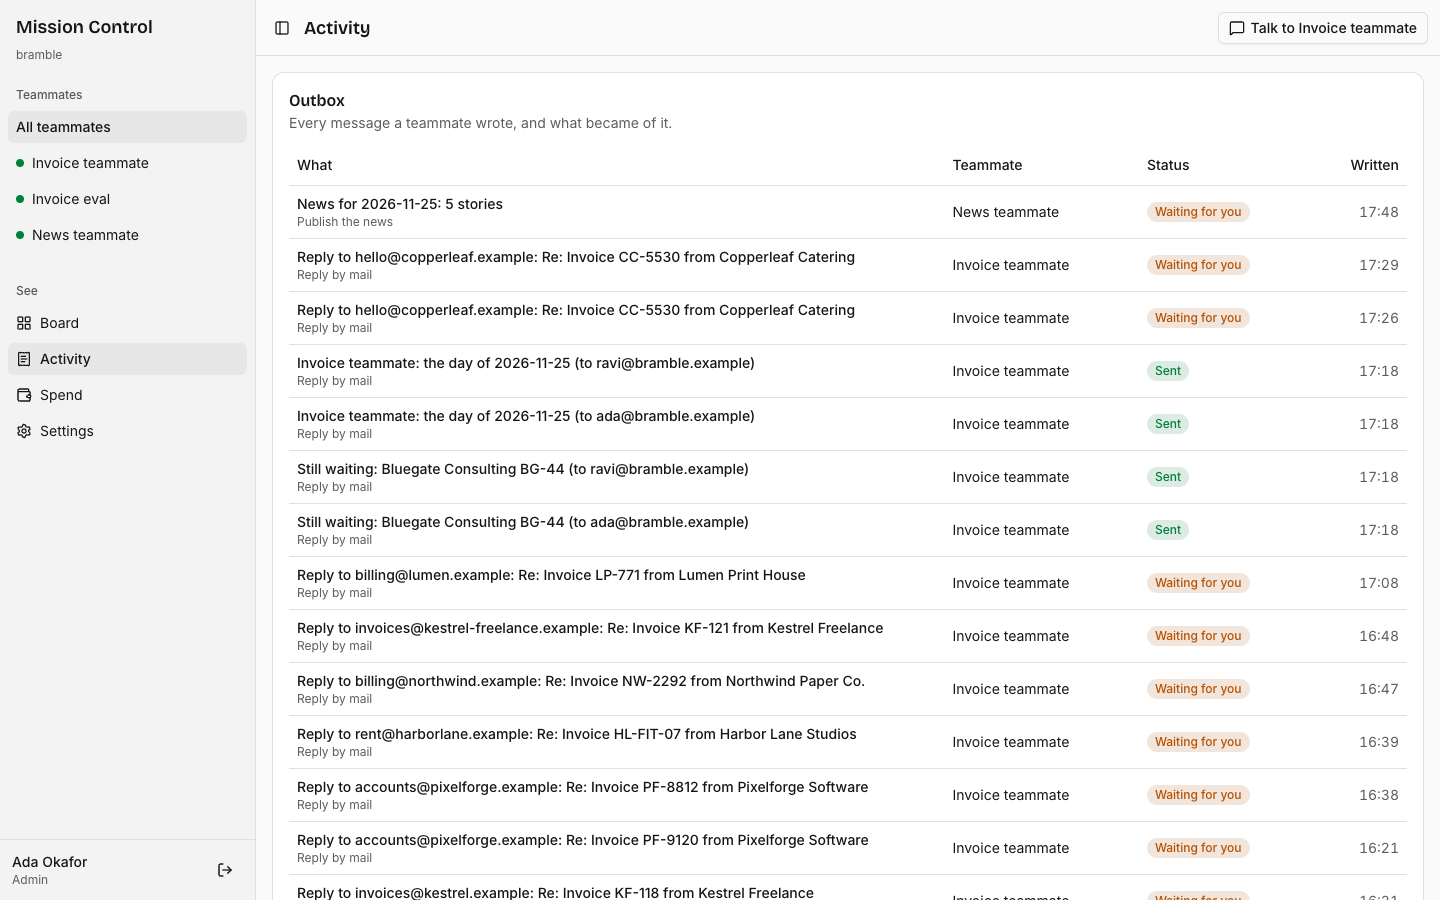 Mission Control
bramble
Teammates
All teammates
Invoice teammate
Invoice eval
News teammate
See
Board
Activity
Spend
Settings
Ada Okafor
Admin
Activity
Talk to Invoice teammate
Outbox
Every message a teammate wrote, and what became of it.
What Teammate Status Written
News for 2026-11-25: 5 stories
Publish the news
News teammate Waiting for you 17:48
Reply to hello@copperleaf.example: Re: Invoice CC-5530 from Copperleaf Catering
Reply by mail
Invoice teammate Waiting for you 17:29
Reply to hello@copperleaf.example: Re: Invoice CC-5530 from Copperleaf Catering
Reply by mail
Invoice teammate Waiting for you 17:26
Invoice teammate: the day of 2026-11-25 (to ravi@bramble.example)
Reply by mail
Invoice teammate Sent 17:18
Invoice teammate: the day of 2026-11-25 (to ada@bramble.example)
Reply by mail
Invoice teammate Sent 17:18
Still waiting: Bluegate Consulting BG-44 (to ravi@bramble.example)
Reply by mail
Invoice teammate Sent 17:18
Still waiting: Bluegate Consulting BG-44 (to ada@bramble.example)
Reply by mail
Invoice teammate Sent 17:18
Reply to billing@lumen.example: Re: Invoice LP-771 from Lumen Print House
Reply by mail
Invoice teammate Waiting for you 17:08
Reply to invoices@kestrel-freelance.example: Re: Invoice KF-121 from Kestrel Freelance
Reply by mail
Invoice teammate Waiting for you 16:48
Reply to billing@northwind.example: Re: Invoice NW-2292 from Northwind Paper Co.
Reply by mail
Invoice teammate Waiting for you 16:47
Reply to rent@harborlane.example: Re: Invoice HL-FIT-07 from Harbor Lane Studios
Reply by mail
Invoice teammate Waiting for you 16:39
Reply to accounts@pixelforge.example: Re: Invoice PF-8812 from Pixelforge Software
Reply by mail
Invoice teammate Waiting for you 16:38
Reply to accounts@pixelforge.example: Re: Invoice PF-9120 from Pixelforge Software
Reply by mail
Invoice teammate Waiting for you 16:21
Reply to invoices@kestrel.example: Re: Invoice KF-118 from Kestrel Freelance
Invoice teammate Waiting for you 16:21